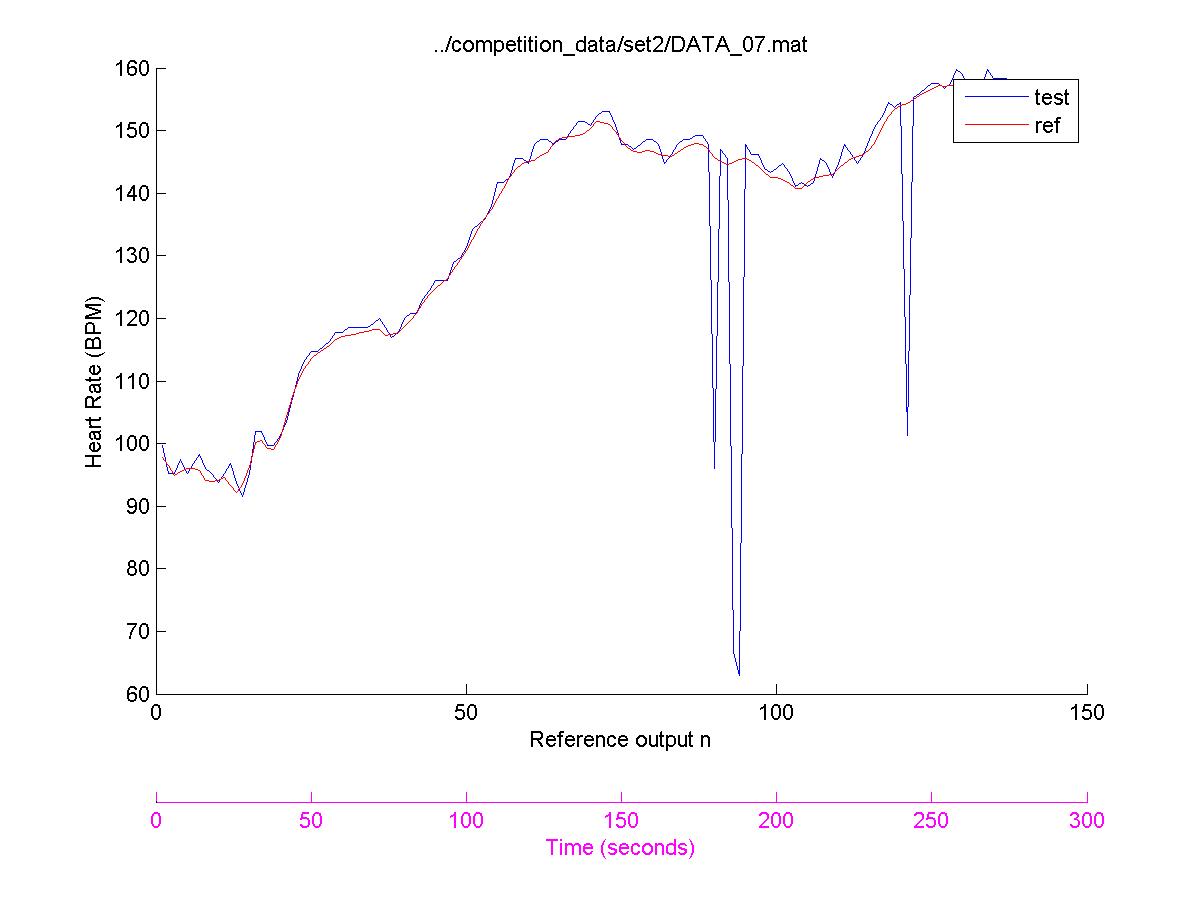 ../competition_data/set2/DATA_07.mat
160
150
140
130
120
110
100
90
80
70
60
Heart Rate (BPM)
test
ref
0 50 100 150
Reference output n
0 50 100 150 200 250 300
Time (seconds)